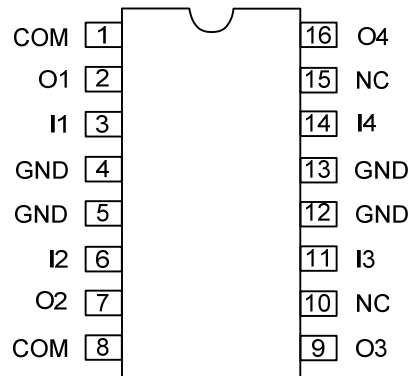 COM 1 16 O4
O1 2 15 NC
I1 3 14 I4
GND 4 13 GND
GND 5 12 GND
I2 6 11 I3
O2 7 10 NC
COM 8 9 O3